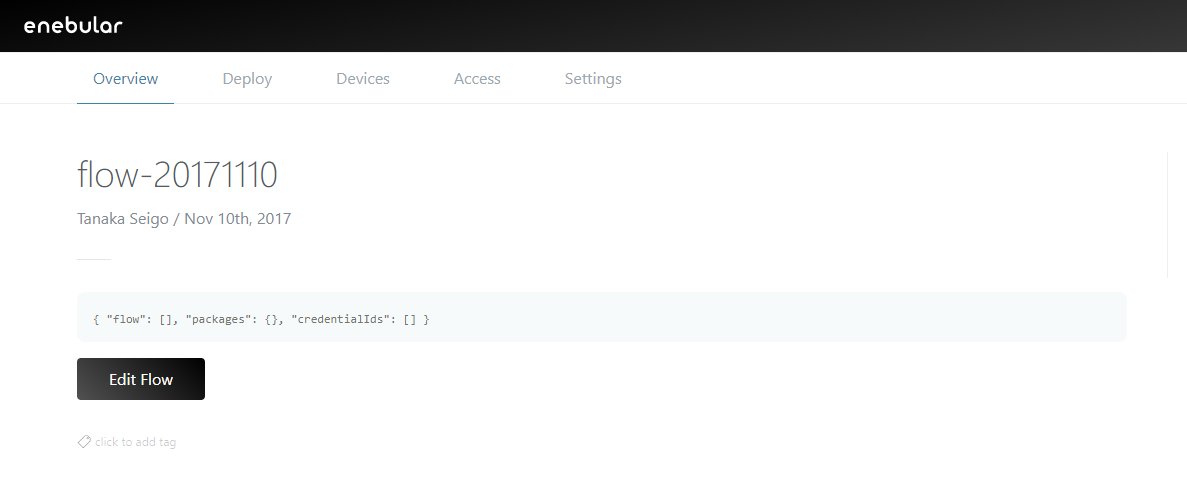 enebular
Overview Deploy Devices Access Settings
flow-20171110
Tanaka Seigo / Nov 10th, 2017
{ "flow": [], "packages": {}, "credentialIds": [] }
Edit Flow
click to add tag